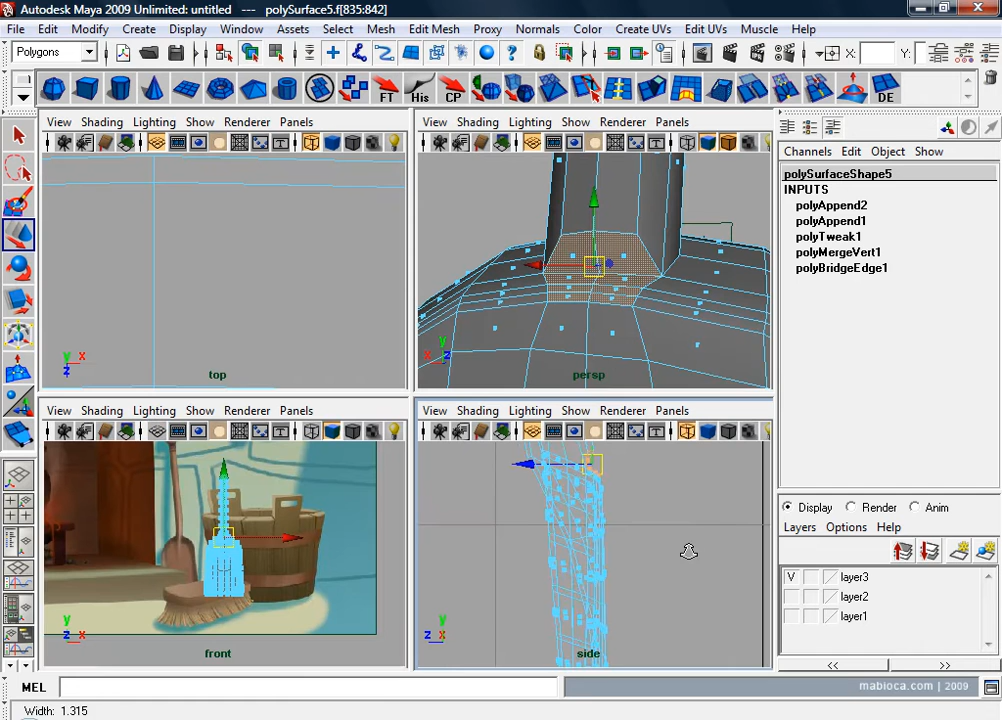 Autodesk Maya 2009 Unlimited: untitled --- polySurface5.f[835:842]
File Edit Modify Create Display Window Assets Select Mesh Edit Mesh Proxy Normals Color Create UVs Edit UVs Muscle Help
Polygons X: Y:
FT His CP DE
View Shading Lighting Show Renderer Panels
View Shading Lighting Show Renderer Panels
Channels Edit Object Show
polySurfaceShape5
INPUTS
polyAppend2
polyAppend1
polyTweak1
polyMergeVert1
polyBridgeEdge1
y x
z
top
y
x z
persp
View Shading Lighting Show Renderer Panels
View Shading Lighting Show Renderer Panels
Display Render Anim
Layers Options Help
V layer3
layer2
layer1
y
z x
front
y
z x
side
<< >>
MEL
mabioca.com | 2009
Width: 1.315